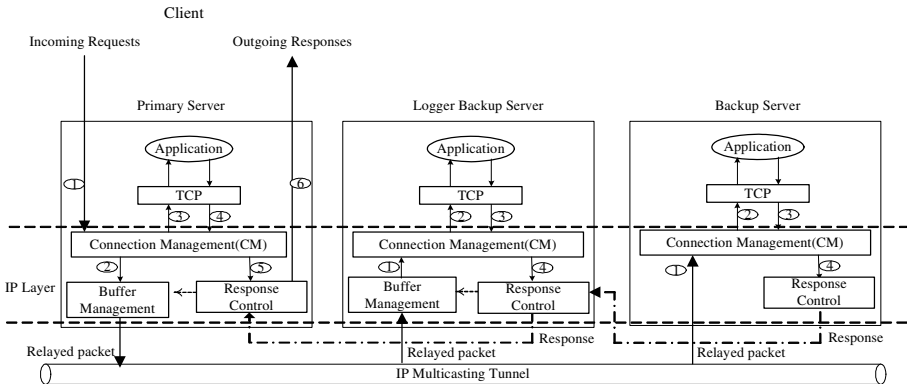 Client
Incoming Requests
Outgoing Responses
Primary Server
Logger Backup Server
Backup Server
Application
Application
Application
TCP
TCP
TCP
1
6
3
4
2
3
2
3
Connection Management(CM)
Connection Management(CM)
Connection Management(CM)
2
5
1
4
1
4
IP Layer
Buffer
Management
Response
Control
Buffer
Management
Response
Control
Response
Control
Relayed packet
Response
Relayed packet
Relayed packet
Response
IP Multicasting Tunnel